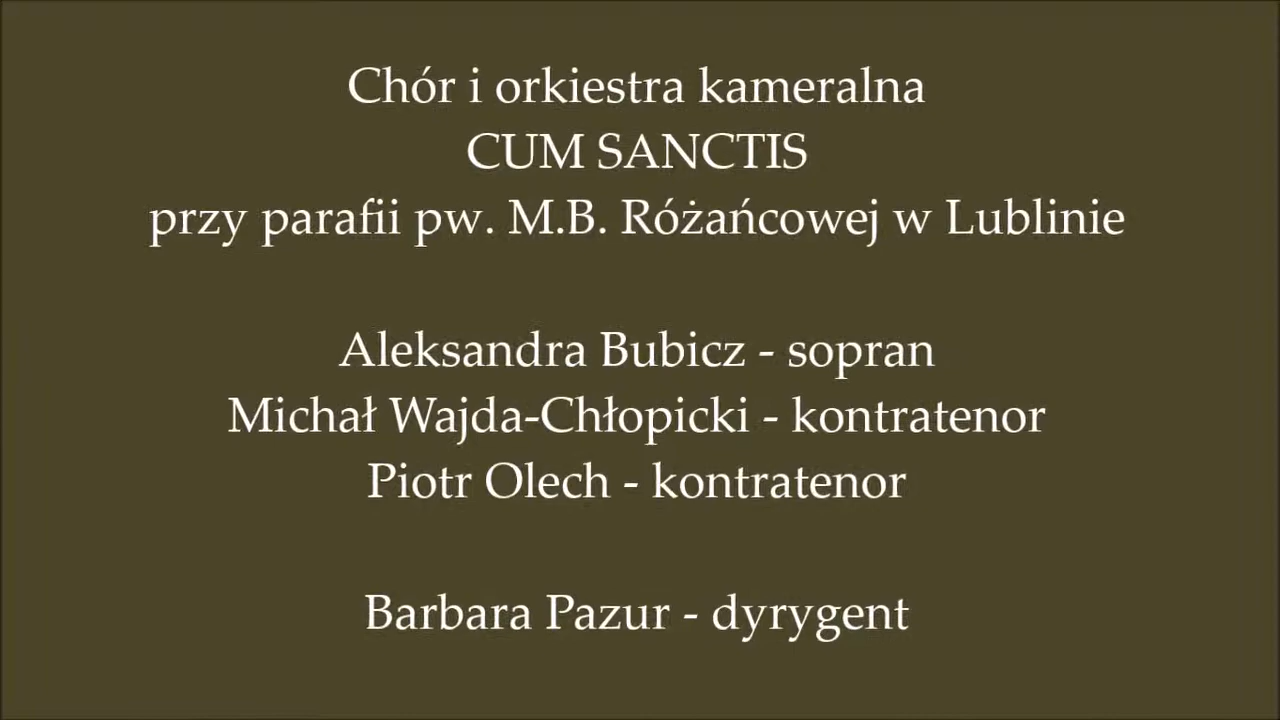 Chór i orkiestra kameralna
CUM SANCTIS
przy parafii pw. M.B. Różańcowej w Lublinie
Aleksandra Bubicz - sopran
Michał Wajda-Chłopicki - kontratenor
Piotr Olech - kontratenor
Barbara Pazur - dyrygent